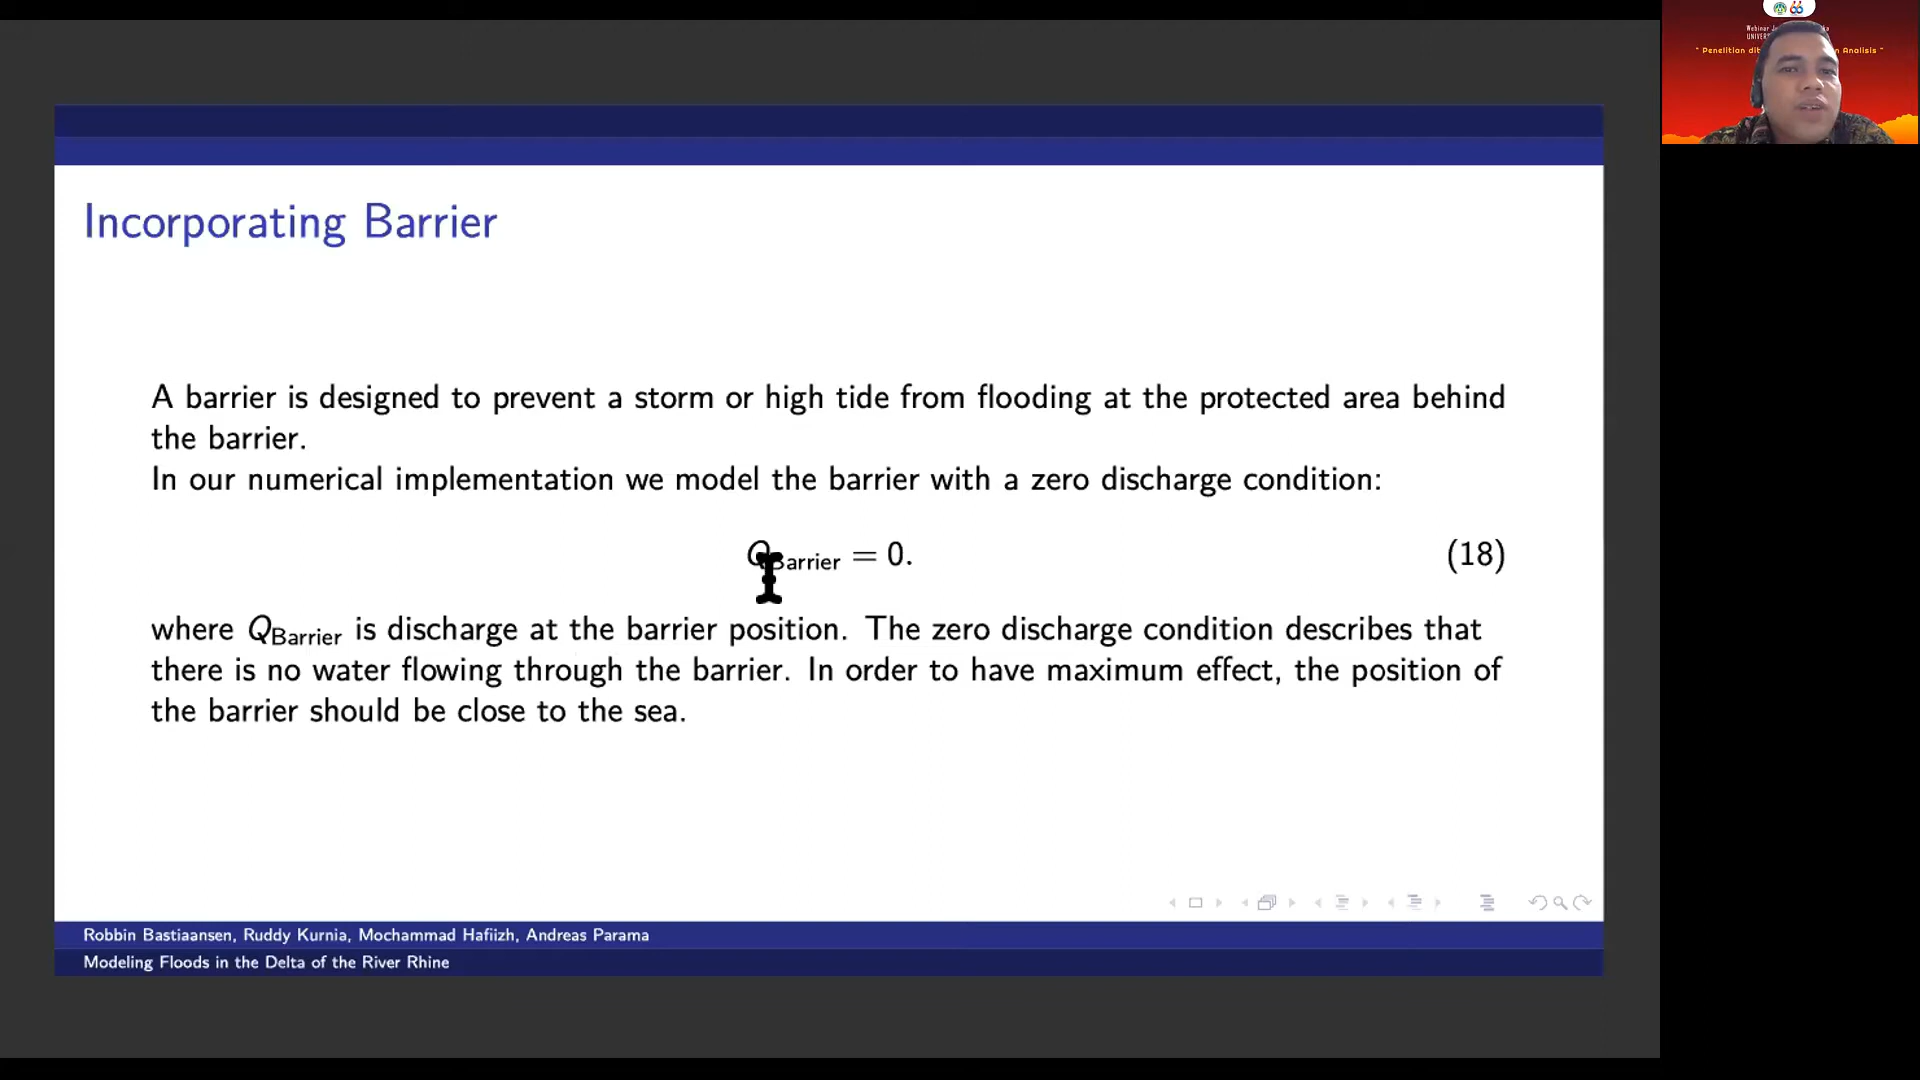 Incorporating Barrier
A barrier is designed to prevent a storm or high tide from flooding at the protected area behind
the barrier.
In our numerical implementation we model the barrier with a zero discharge condition:
QBarrier = 0. (18)
where QBarrier is discharge at the barrier position. The zero discharge condition describes that
there is no water flowing through the barrier. In order to have maximum effect, the position of
the barrier should be close to the sea.
Robbin Bastiaansen, Ruddy Kurnia, Mochammad Hafiizh, Andreas Parama
Modeling Floods in the Delta of the River Rhine
Webinar
" Penelitian Analisis "